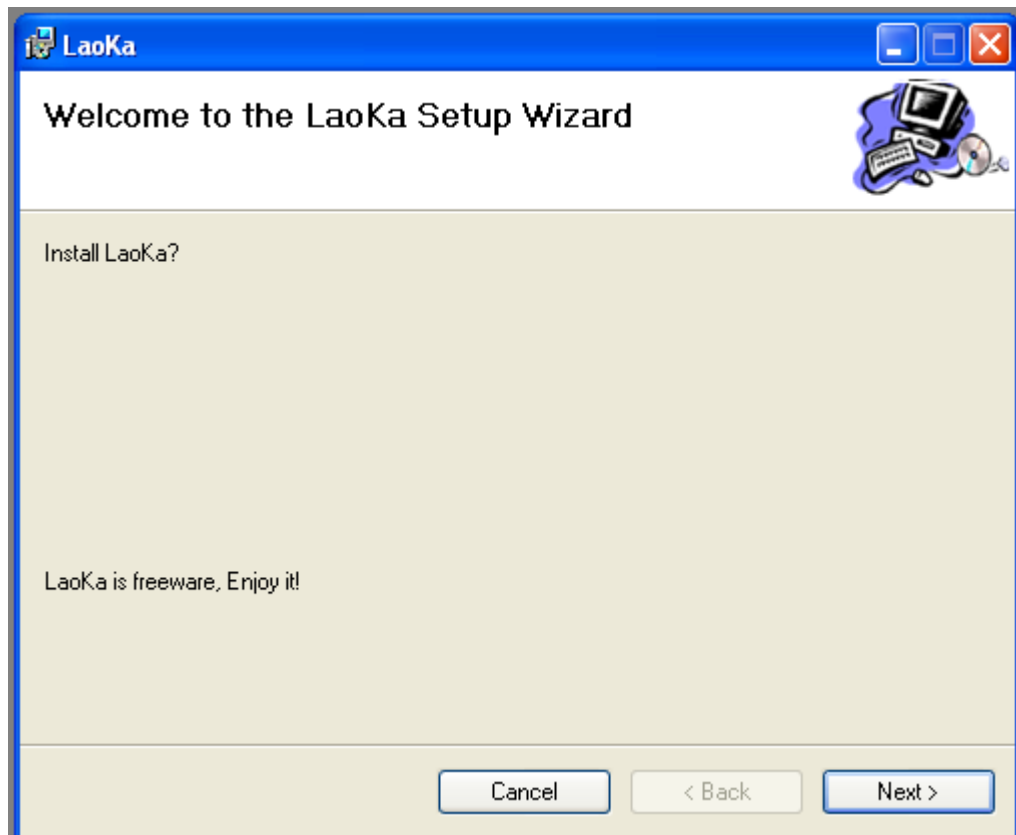 LaoKa
Welcome to the LaoKa Setup Wizard
Install LaoKa?
LaoKa is freeware, Enjoy it!
Cancel
< Back
Next >